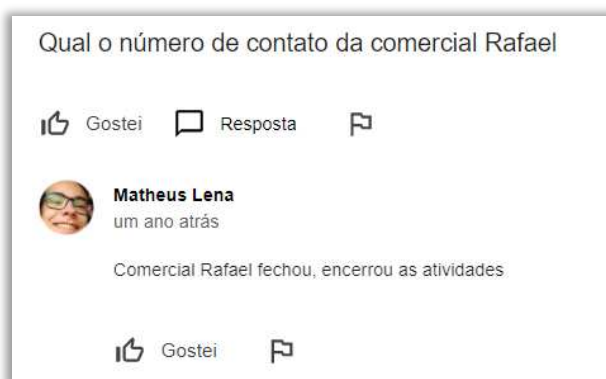 Qual o número de contato da comercial Rafael
Gostei Resposta
Matheus Lena
um ano atrás
Comercial Rafael fechou, encerrou as atividades
Gostei